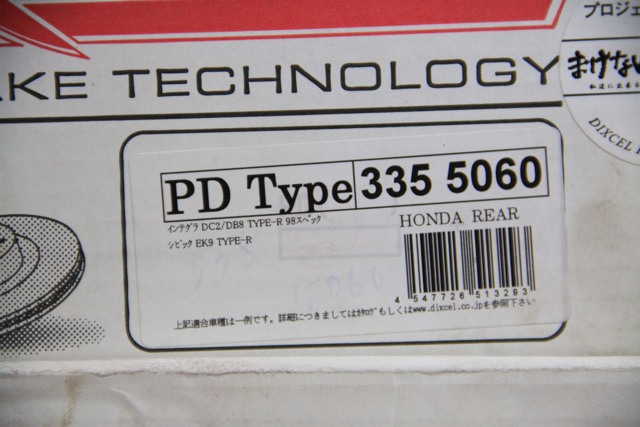 プロジェ
まけない
AKE TECHNOLOGY
DIXCEL
PD Type 335 5060
インテグラ DC2/DB8 TYPE-R 98スペック
シビック EK9 TYPE-R
HONDA REAR
4 547726 513293
上記適合車種は一例です。詳細につきましてはカタログもしくはwww.dixcel.co.jpを参照下さい